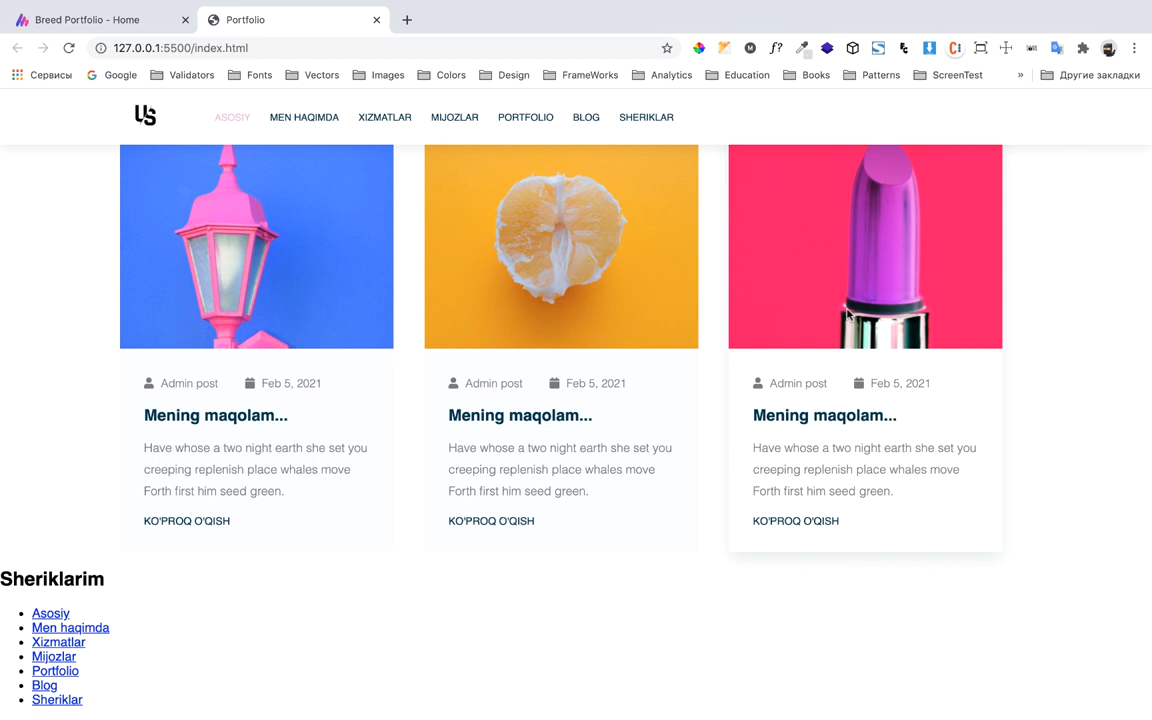 Breed Portfolio - Home
Portfolio
127.0.0.1:5500/index.html
Сервисы Google Validators Fonts Vectors Images Colors Design FrameWorks Analytics Education Books Patterns ScreenTest » Другие закладки
US ASOSIY MEN HAQIMDA XIZMATLAR MIJOZLAR PORTFOLIO BLOG SHERIKLAR
Admin post Feb 5, 2021
Mening maqolam...
Have whose a two night earth she set you
creeping replenish place whales move
Forth first him seed green.
KO'PROQ O'QISH
Admin post Feb 5, 2021
Mening maqolam...
Have whose a two night earth she set you
creeping replenish place whales move
Forth first him seed green.
KO'PROQ O'QISH
Admin post Feb 5, 2021
Mening maqolam...
Have whose a two night earth she set you
creeping replenish place whales move
Forth first him seed green.
KO'PROQ O'QISH
Sheriklarim
Asosiy
Men haqimda
Xizmatlar
Mijozlar
Portfolio
Blog
Sheriklar